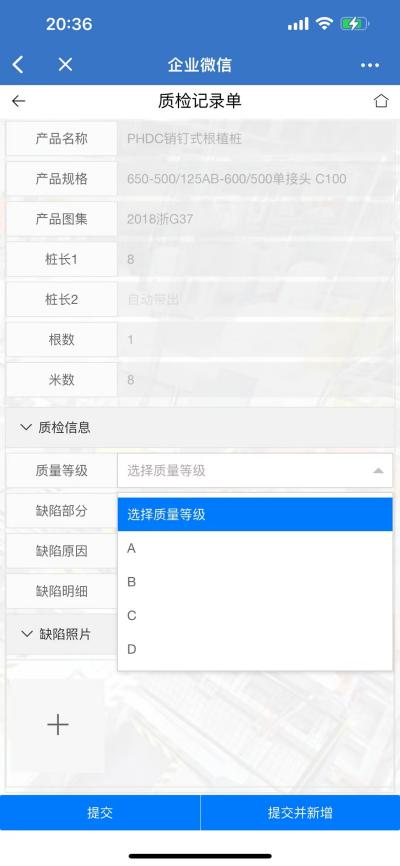 20:36
企业微信
质检记录单
产品名称 PHDC销钉式根植桩
产品规格 650-500/125AB-600/500单接头 C100
产品图集 2018浙G37
桩长1 8
桩长2 自动带出
根数 1
米数 8
质检信息
质量等级 选择质量等级
缺陷部分 选择质量等级
A
缺陷原因
B
缺陷明细
C
缺陷照片
D
提交 提交并新增